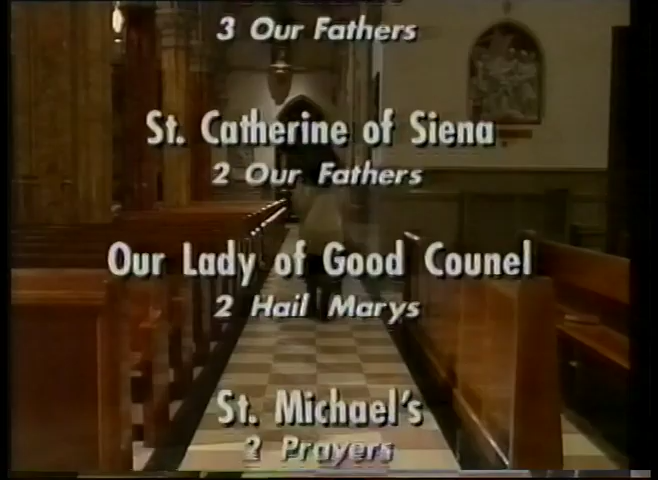 3 Our Fathers
St. Catherine of Siena
2 Our Fathers
Our Lady of Good Counel
2 Hail Marys
St. Michael's
2 Prayers